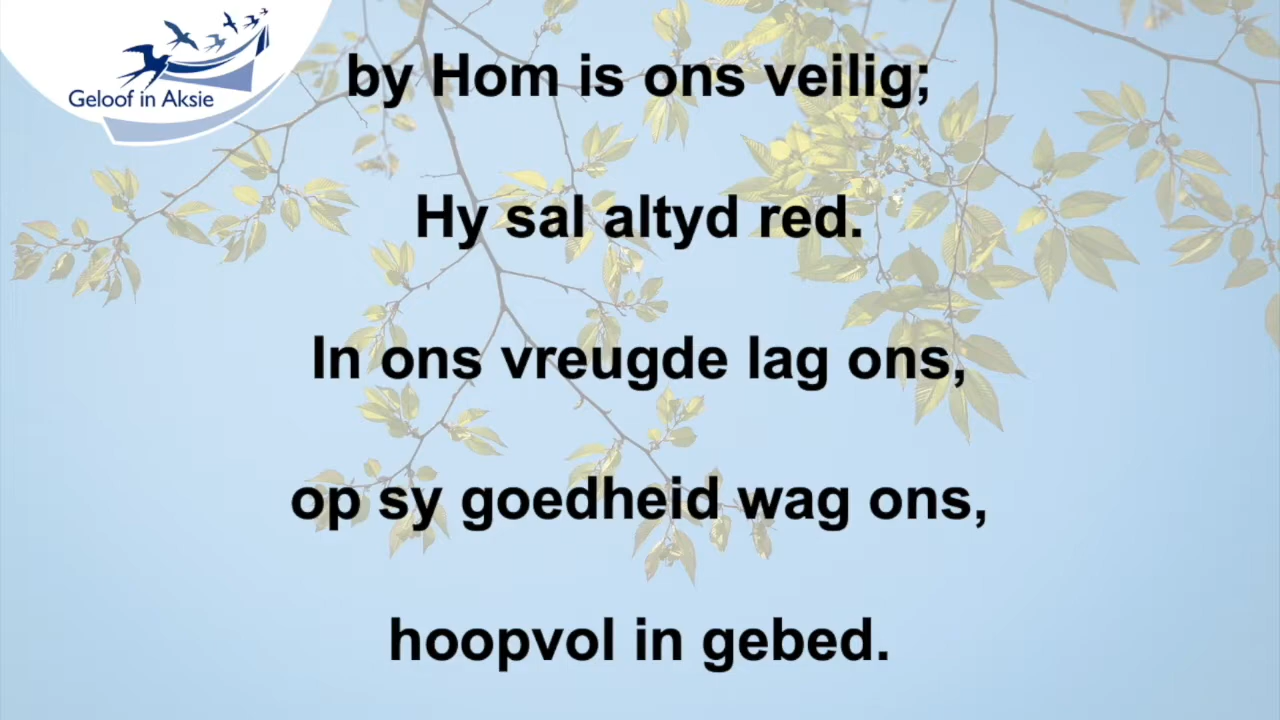 Geloof in Aksie
by Hom is ons veilig;
Hy sal altyd red.
In ons vreugde lag ons,
op sy goedheid wag ons,
hoopvol in gebed.